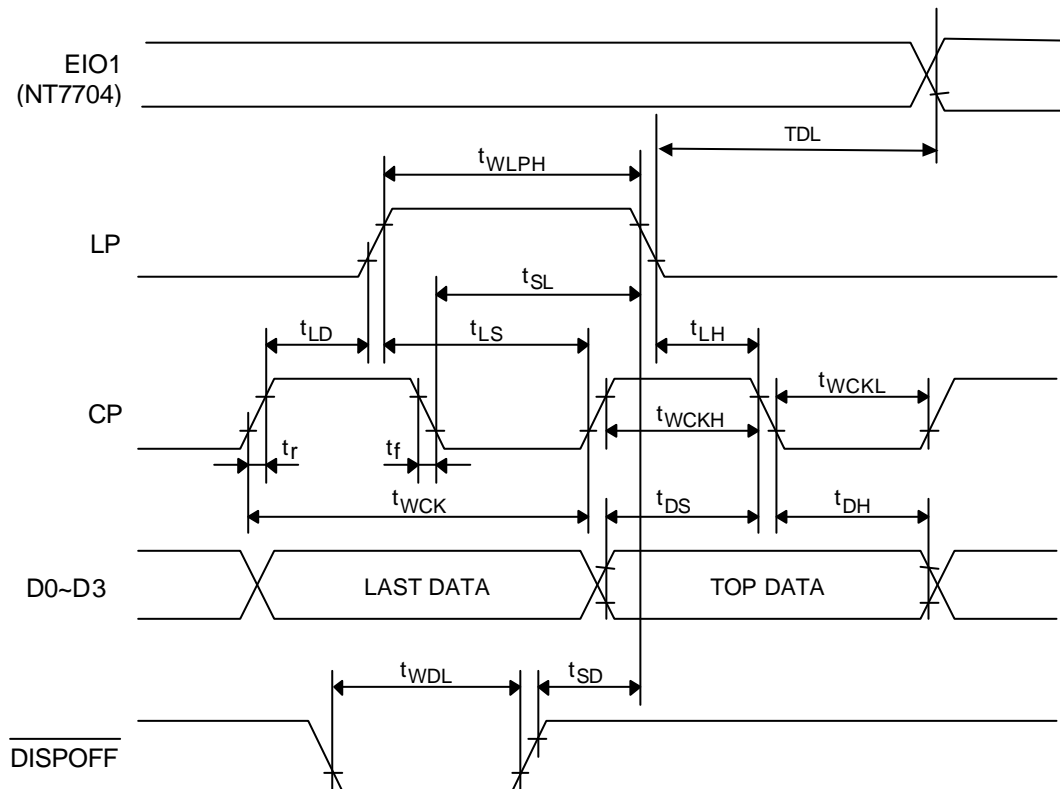 EIO1
(NT7704)
TDL
tWLPH
LP
tSL
tLD
tLS
tLH
CP
tWCKL
tWCKH
tr
tf
tWCK
tDS
tDH
D0~D3
LAST DATA
TOP DATA
tWDL
tSD
DISPOFF